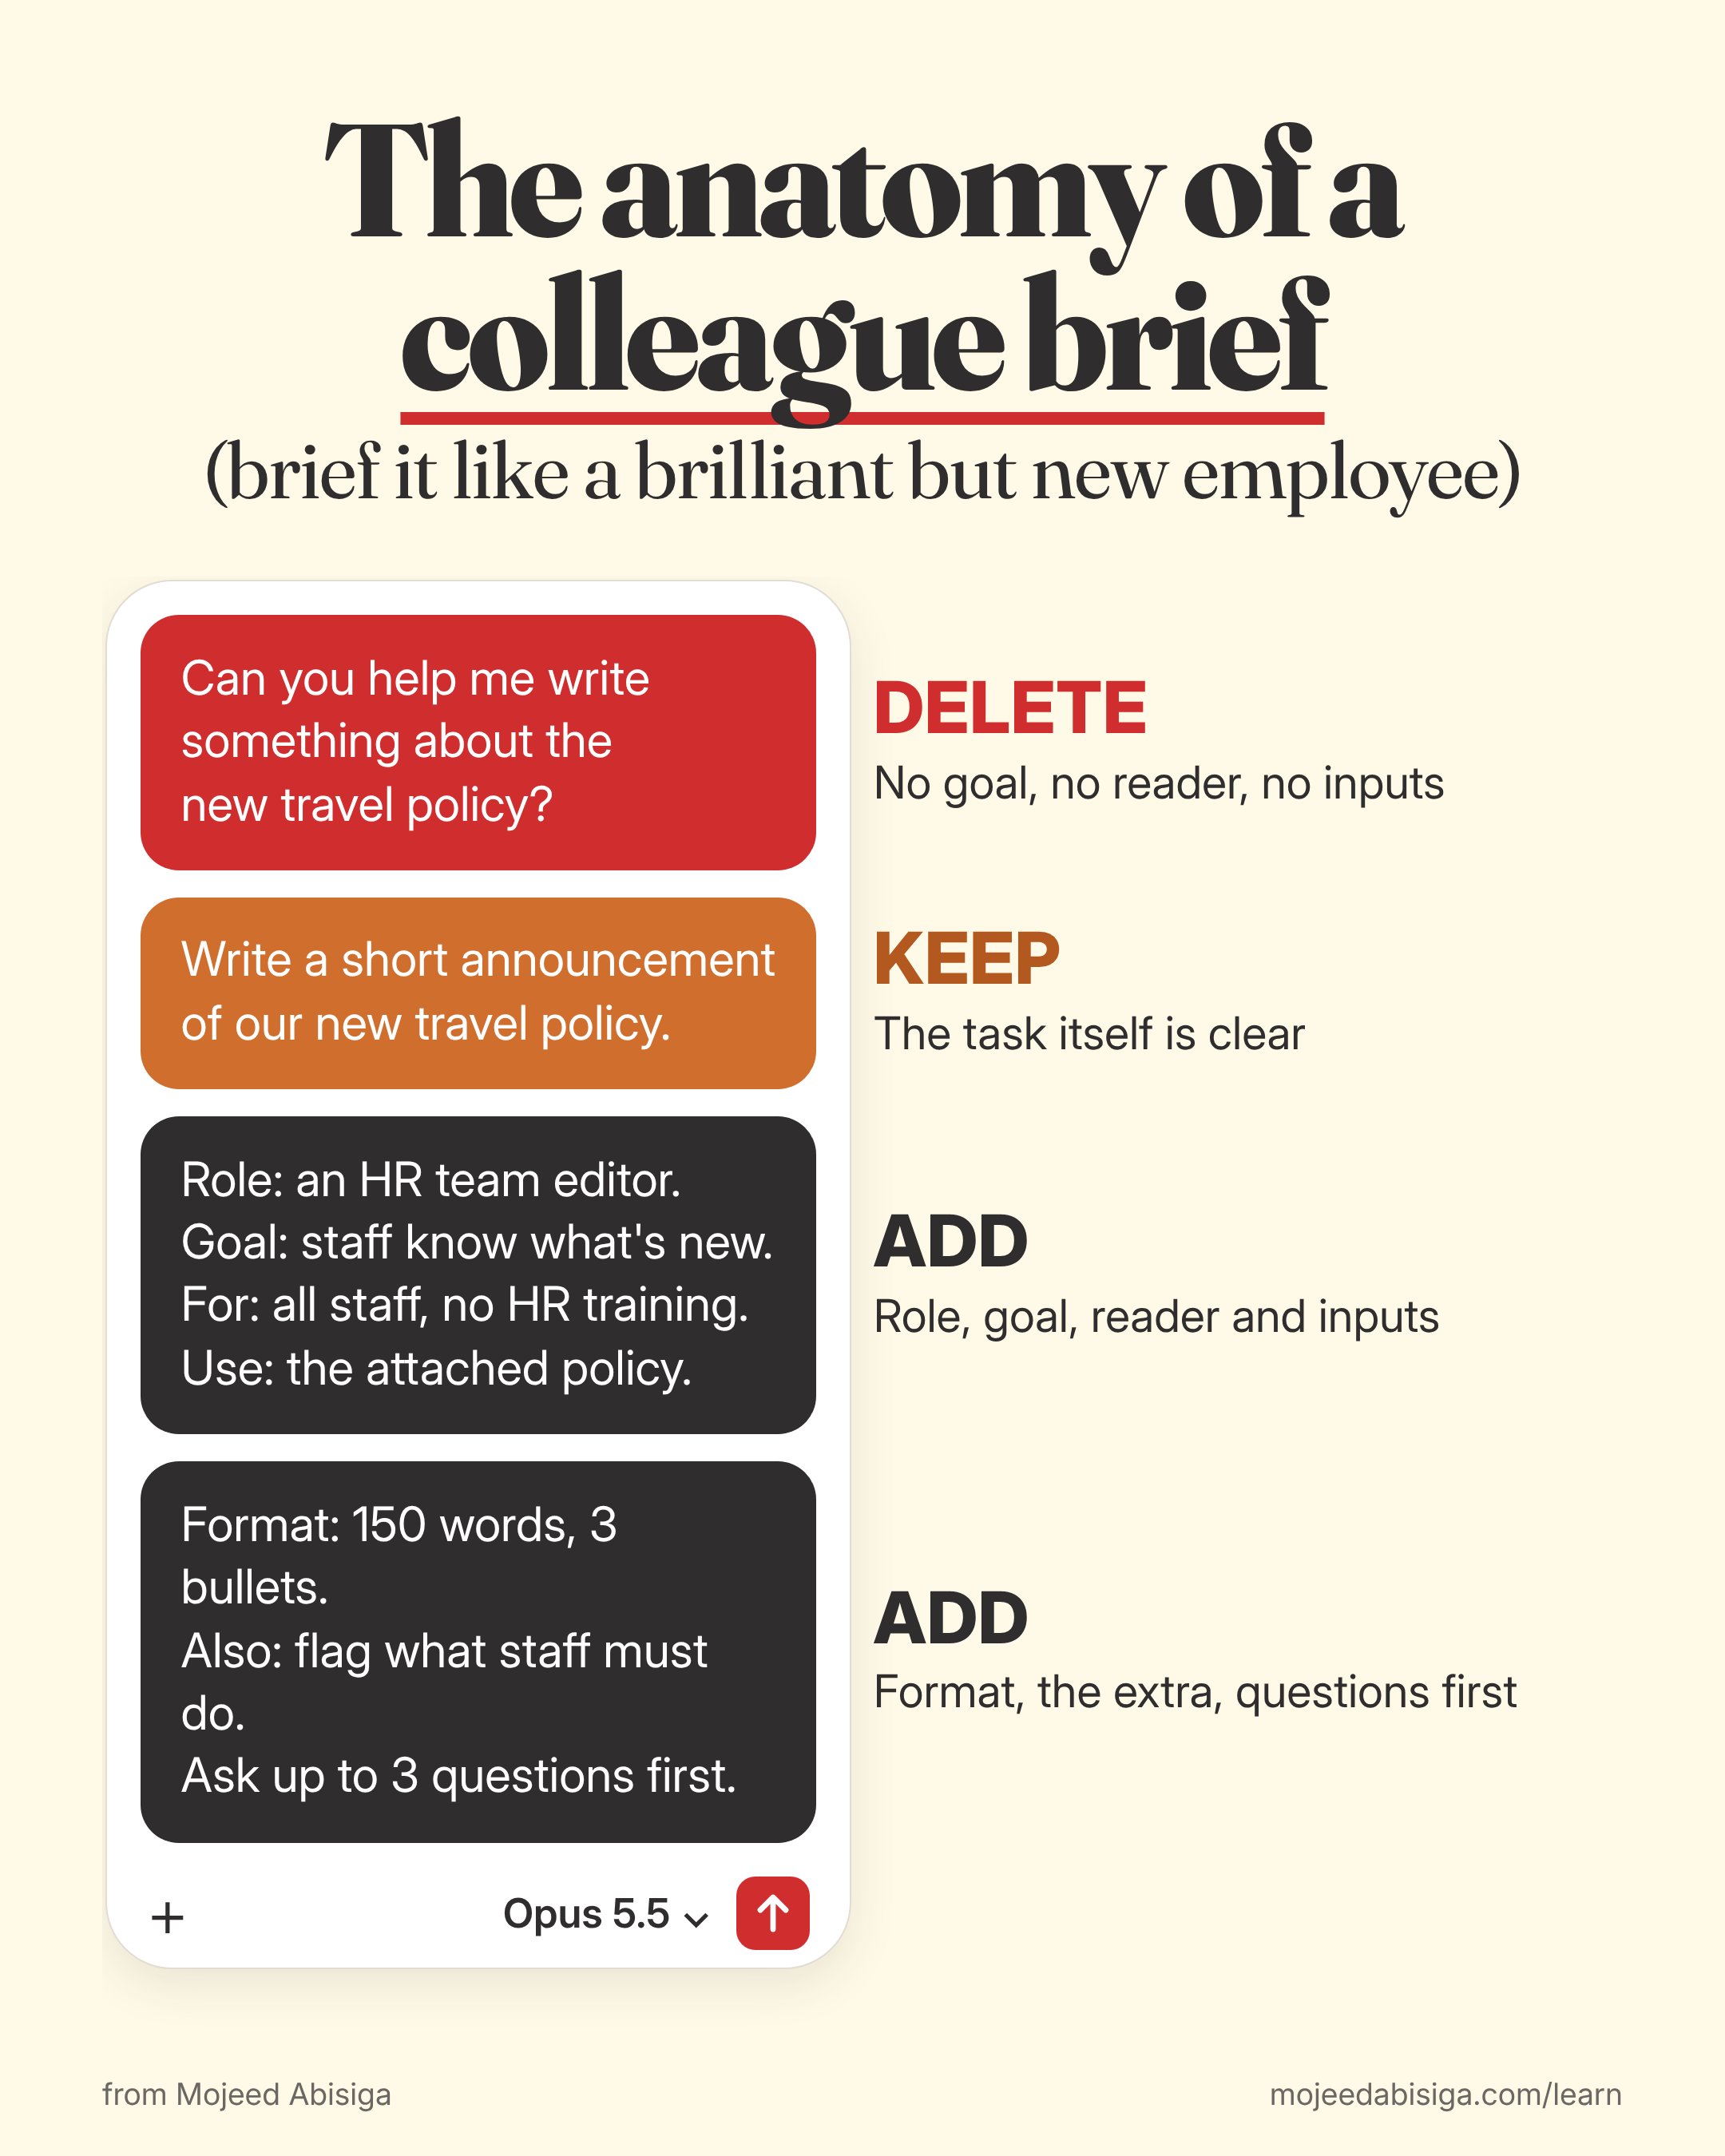 The anatomy of a
colleague brief
(brief it like a brilliant but new employee)
Can you help me write
something about the
new travel policy?
DELETE
No goal, no reader, no inputs
Write a short announcement
of our new travel policy.
KEEP
The task itself is clear
Role: an HR team editor.
Goal: staff know what's new.
For: all staff, no HR training.
Use: the attached policy.
ADD
Role, goal, reader and inputs
Format: 150 words, 3
bullets.
Also: flag what staff must
do.
Ask up to 3 questions first.
ADD
Format, the extra, questions first
Opus 5.5
from Mojeed Abisiga
mojeedabisiga.com/learn